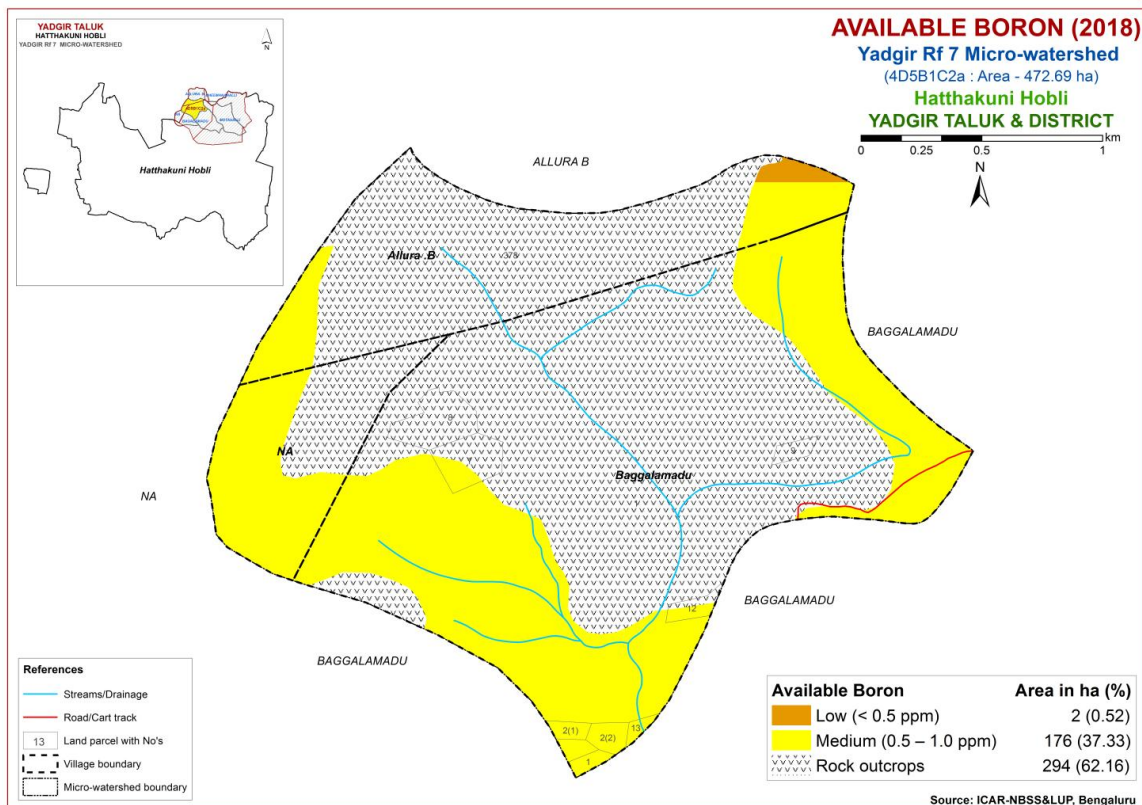 YADGIR TALUK
HATTHAKUNI HOBLI
YADGIR Rf 7 MICRO-WATERSHED
N
ALLURA B
Hatthakuni Hobli
AVAILABLE BORON (2018)
Yadgir Rf 7 Micro-watershed
(4D5B1C2a : Area - 472.69 ha)
Hatthakuni Hobli
YADGIR TALUK & DISTRICT
km
0 0.25 0.5 1
N
ALLURA B
Allura .B
378
BAGGALAMADU
8
7
9
NA
Baggalamadu
NA
12
BAGGALAMADU
BAGGALAMADU
2(1)
2(2)
13
1
References
Streams/Drainage
Road/Cart track
13 Land parcel with No's
Village boundary
Micro-watershed boundary
Available Boron Area in ha (%)
Low (< 0.5 ppm) 2 (0.52)
Medium (0.5 – 1.0 ppm) 176 (37.33)
Rock outcrops 294 (62.16)
Source: ICAR-NBSS&LUP, Bengaluru